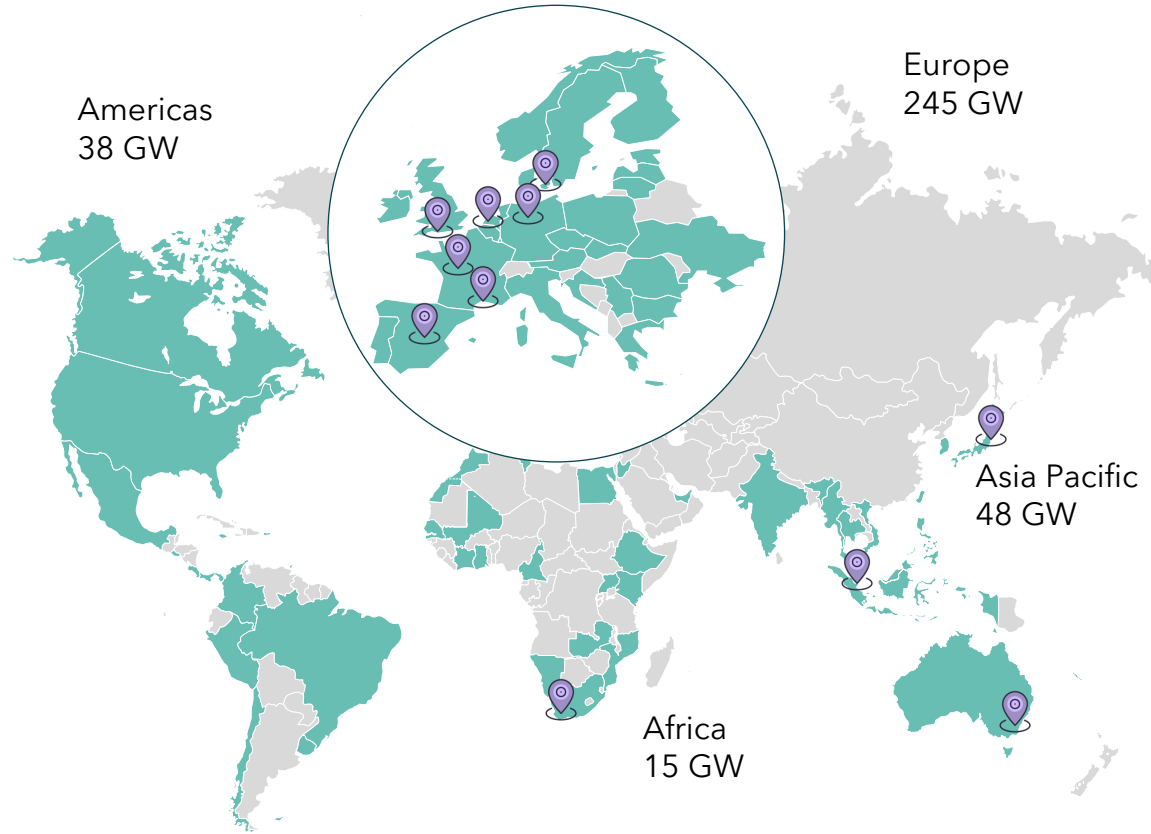 Americas
38 GW
Europe
245 GW
Asia Pacific
48 GW
Africa
15 GW